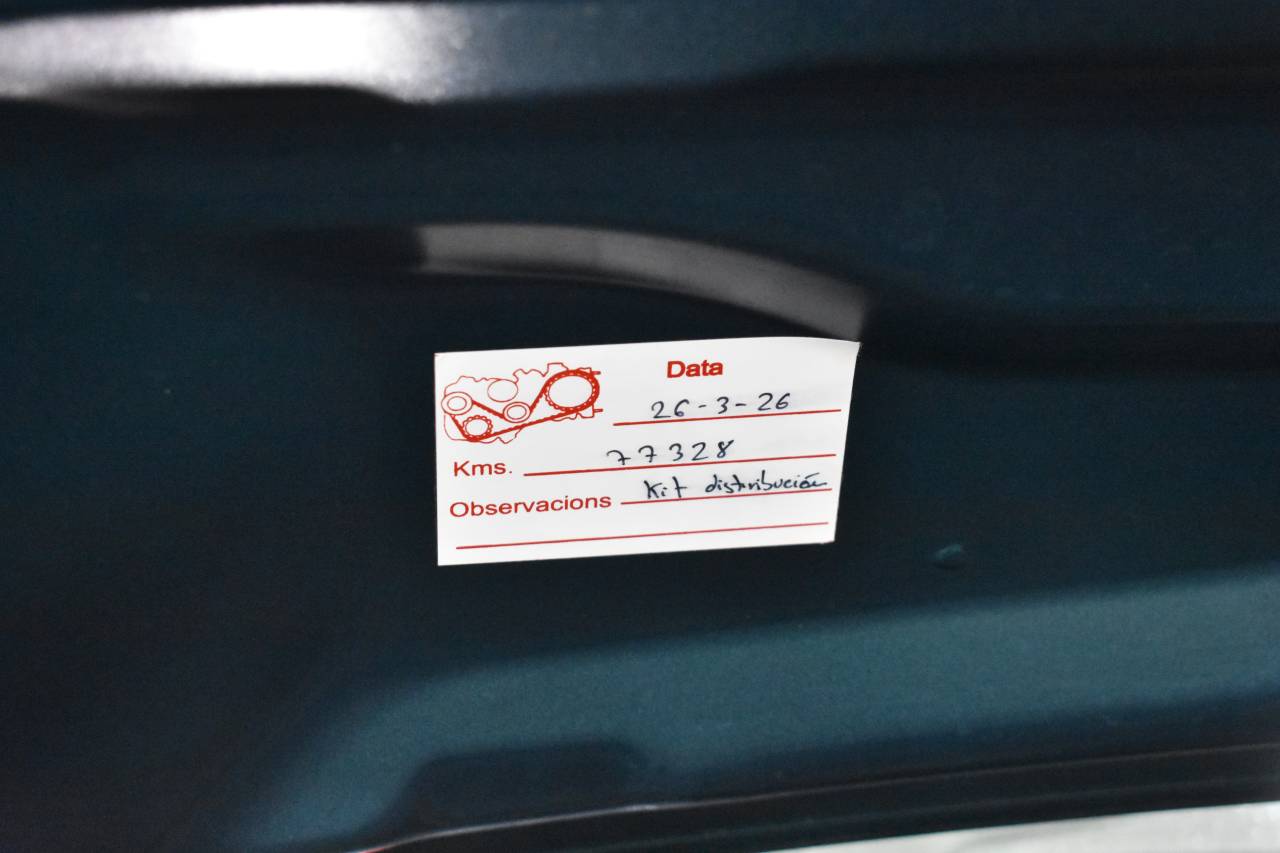 Data
26-3-26
Kms. 77328
Observacions Kit distribución